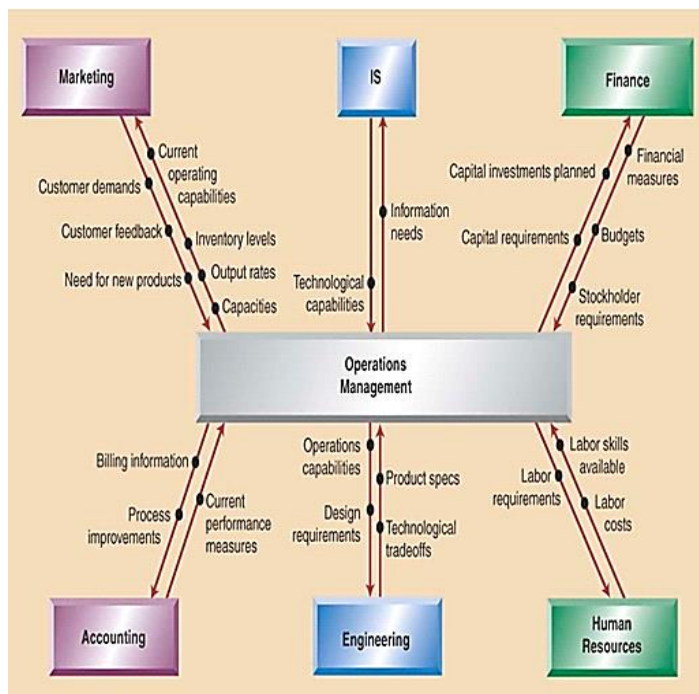 Marketing
IS
Finance
Current
operating
capabilities
Customer demands
Customer feedback
Inventory levels
Need for new products
Output rates
Capacities
Information
needs
Technological
capabilities
Capital investments planned
Financial
measures
Capital requirements
Budgets
Stockholder
requirements
Operations
Management
Billing information
Process
improvements
Current
performance
measures
Operations
capabilities
Product specs
Design
requirements
Technological
tradeoffs
Labor skills
available
Labor
requirements
Labor
costs
Accounting
Engineering
Human
Resources